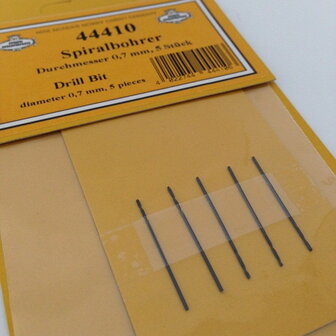 44410
Spiralbohrer
Durchmesser 0,7 mm, 5 Stück
Drill Bit
diameter 0,7 mm, 5 pieces